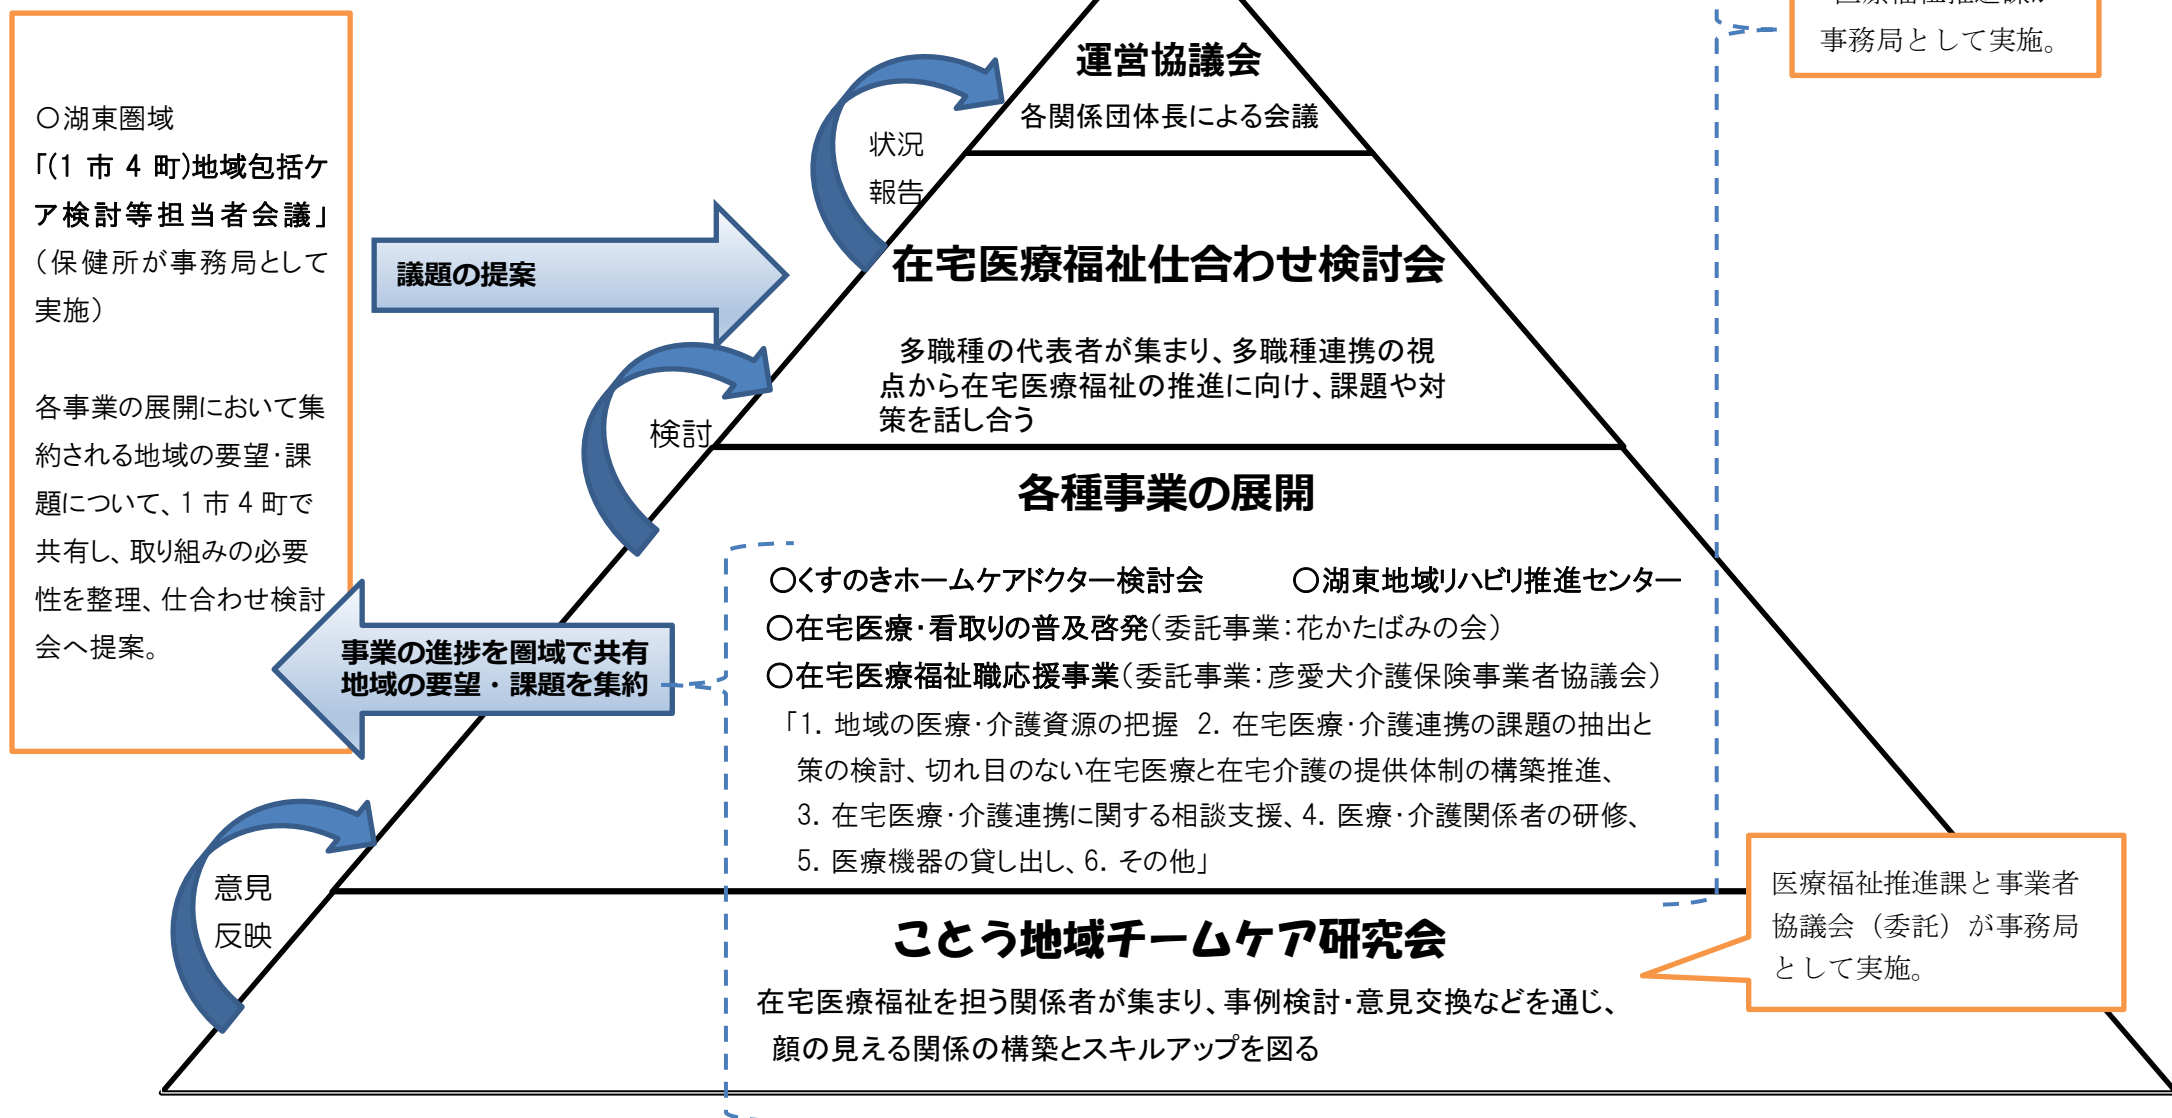 ○湖東圏域
「(1 市 4 町)地域包括ケ
ア検討等担当者会議」
（保健所が事務局として
実施）
各事業の展開において集
約される地域の要望・課
題について、1 市 4 町で
共有し、取り組みの必要
性を整理、仕合わせ検討
会へ提案。
事務局として実施。
運営協議会
各関係団体長による会議
状況
報告
議題の提案
在宅医療福祉仕合わせ検討会
多職種の代表者が集まり、多職種連携の視
点から在宅医療福祉の推進に向け、課題や対
策を話し合う
検討
各種事業の展開
○くすのきホームケアドクター検討会　○湖東地域リハビリ推進センター
○在宅医療・看取りの普及啓発（委託事業：花かたばみの会）
○在宅医療福祉職応援事業（委託事業：彦愛犬介護保険事業者協議会）
「1. 地域の医療・介護資源の把握 2. 在宅医療・介護連携の課題の抽出と
策の検討、切れ目のない在宅医療と在宅介護の提供体制の構築推進、
3. 在宅医療・介護連携に関する相談支援、4. 医療・介護関係者の研修、
5. 医療機器の貸し出し、6. その他」
事業の進捗を圏域で共有
地域の要望・課題を集約
意見
反映
ことう地域チームケア研究会
在宅医療福祉を担う関係者が集まり、事例検討・意見交換などを通じ、
顔の見える関係の構築とスキルアップを図る
医療福祉推進課と事業者
協議会（委託）が事務局
として実施。